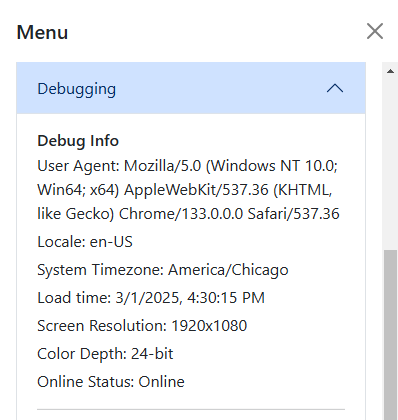 Menu
Debugging
Debug Info
User Agent: Mozilla/5.0 (Windows NT 10.0;
Win64; x64) AppleWebKit/537.36 (KHTML,
like Gecko) Chrome/133.0.0.0 Safari/537.36
Locale: en-US
System Timezone: America/Chicago
Load time: 3/1/2025, 4:30:15 PM
Screen Resolution: 1920x1080
Color Depth: 24-bit
Online Status: Online